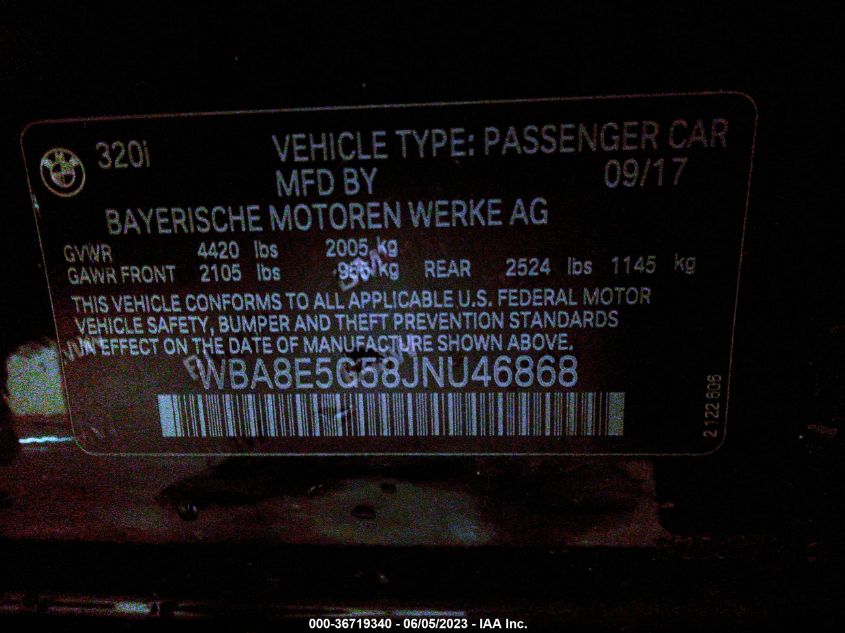 320i VEHICLE TYPE: PASSENGER CAR
MFD BY 09/17
BAYERISCHE MOTOREN WERKE AG
GVWR 4420 lbs 2005 kg
GAWR FRONT 2105 lbs 955 kg REAR 2524 lbs 1145 kg
THIS VEHICLE CONFORMS TO ALL APPLICABLE U.S. FEDERAL MOTOR
VEHICLE SAFETY, BUMPER AND THEFT PREVENTION STANDARDS
IN EFFECT ON THE DATE OF MANUFACTURE SHOWN ABOVE.
WBA8E5G58JNU46868
2 122 606
000-36719340 - 06/05/2023 - IAA Inc.